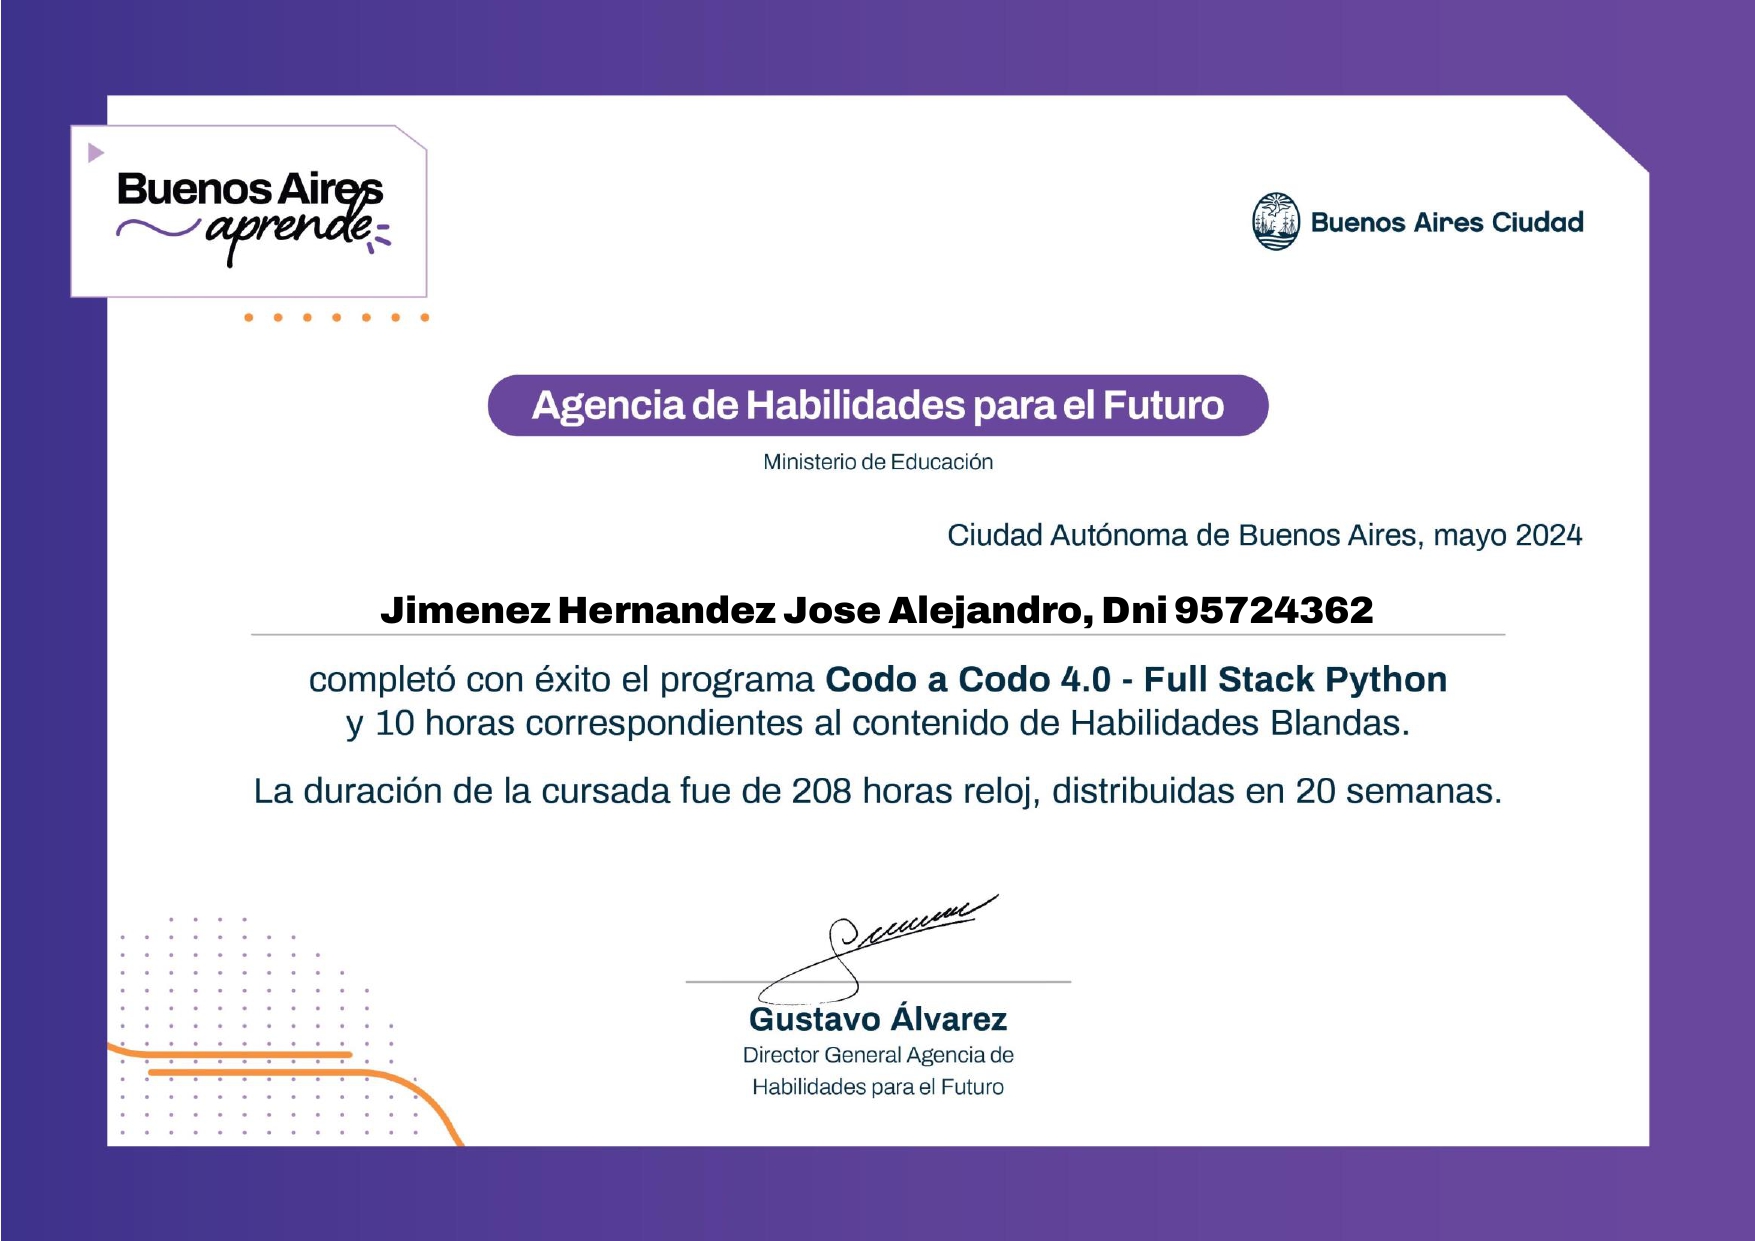 Buenos Aires
aprende
Buenos Aires Ciudad
Agencia de Habilidades para el Futuro
Ministerio de Educación
Ciudad Autónoma de Buenos Aires, mayo 2024
Jimenez Hernandez Jose Alejandro, Dni 95724362
completó con éxito el programa Codo a Codo 4.0 - Full Stack Python
y 10 horas correspondientes al contenido de Habilidades Blandas.
La duración de la cursada fue de 208 horas reloj, distribuidas en 20 semanas.
Gustavo Álvarez
Director General Agencia de
Habilidades para el Futuro